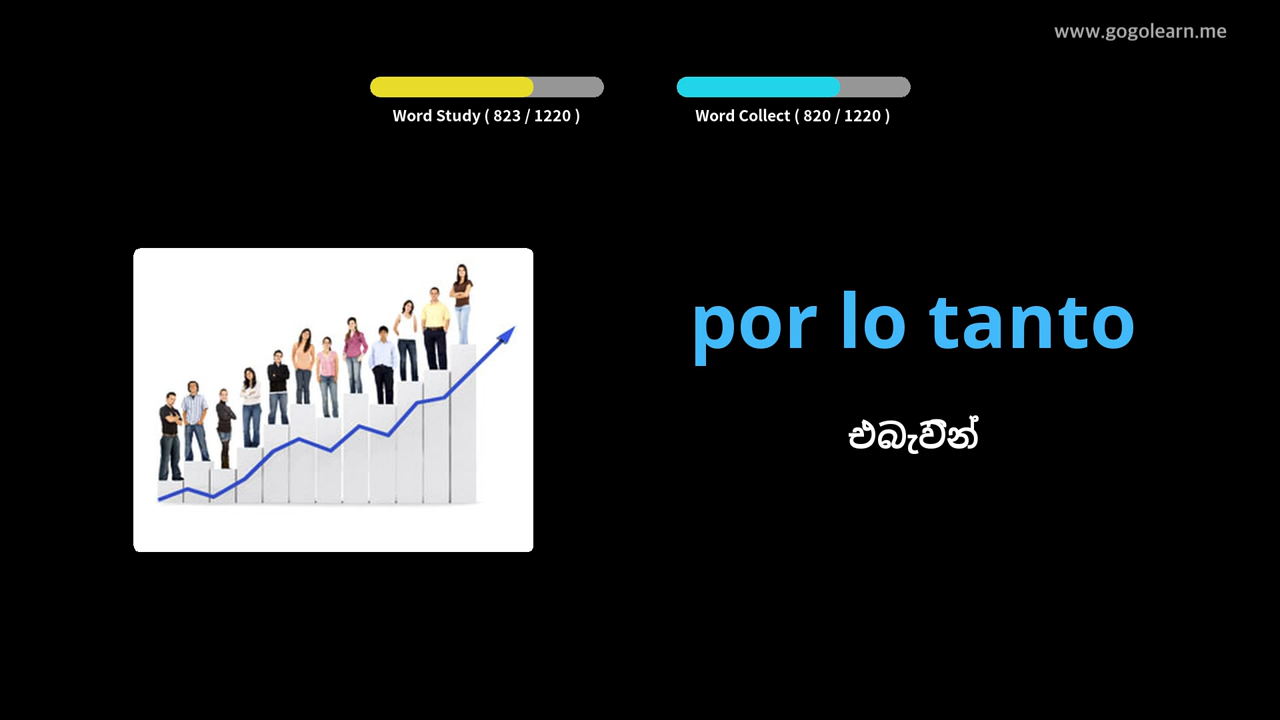 www.gogolearn.me
Word Study ( 823 / 1220 )
Word Collect ( 820 / 1220 )
por lo tanto
එබැවින්